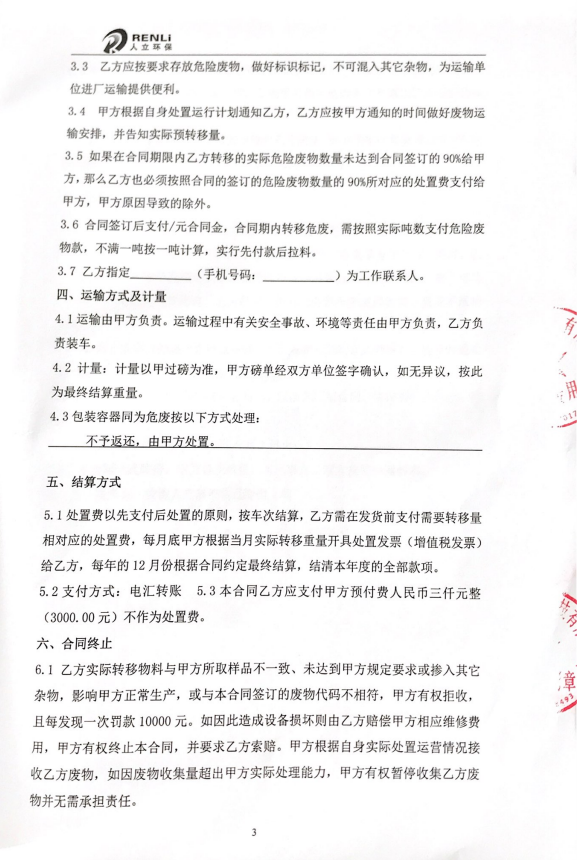 RENLi
人立环保
3.3 乙方应按要求存放危险废物，做好标识标记，不可混入其它杂物，为运输单
位进厂运输提供便利。
3.4 甲方根据自身处置运行计划通知乙方，乙方应按甲方通知的时间做好废物运
输安排，并告知实际预转移量。
3.5 如果在合同期限内乙方转移的实际危险废物数量未达到合同签订的 90%给甲
方，那么乙方也必须按照合同的签订的危险废物数量的 90%所对应的处置费支付给
甲方，甲方原因导致的除外。
3.6 合同签订后支付/元合同金，合同期内转移危废，需按照实际吨数支付危险废
物款，不满一吨按一吨计算，实行先付款后拉料。
3.7 乙方指定________（手机号码：________）为工作联系人。
四、运输方式及计量
4.1 运输由甲方负责。运输过程中有关安全事故、环境等责任由甲方负责，乙方负
责装车。
4.2 计量：计量以甲过磅为准，甲方磅单经双方单位签字确认，如无异议，按此
为最终结算重量。
4.3 包装容器同为危废按以下方式处理：
不予返还，由甲方处置。
五、结算方式
5.1 处置费以先支付后处置的原则，按车次结算，乙方需在发货前支付需要转移量
相对应的处置费，每月底甲方根据当月实际转移重量开具处置发票（增值税发票）
给乙方，每年的 12 月份根据合同约定最终结算，结清本年度的全部款项。
5.2 支付方式：电汇转账 5.3 本合同乙方应支付甲方预付费人民币三仟元整
（3000.00 元）不作为处置费。
六、合同终止
6.1 乙方实际转移物料与甲方所取样品不一致、未达到甲方规定要求或掺入其它
杂物，影响甲方正常生产，或与本合同签订的废物代码不相符，甲方有权拒收，
且每发现一次罚款 10000 元。如因此造成设备损坏则由乙方赔偿甲方相应维修费
用，甲方有权终止本合同，并要求乙方索赔。甲方根据自身实际处置运营情况接
收乙方废物，如因废物收集量超出甲方实际处理能力，甲方有权暂停收集乙方废
物并无需承担责任。
3